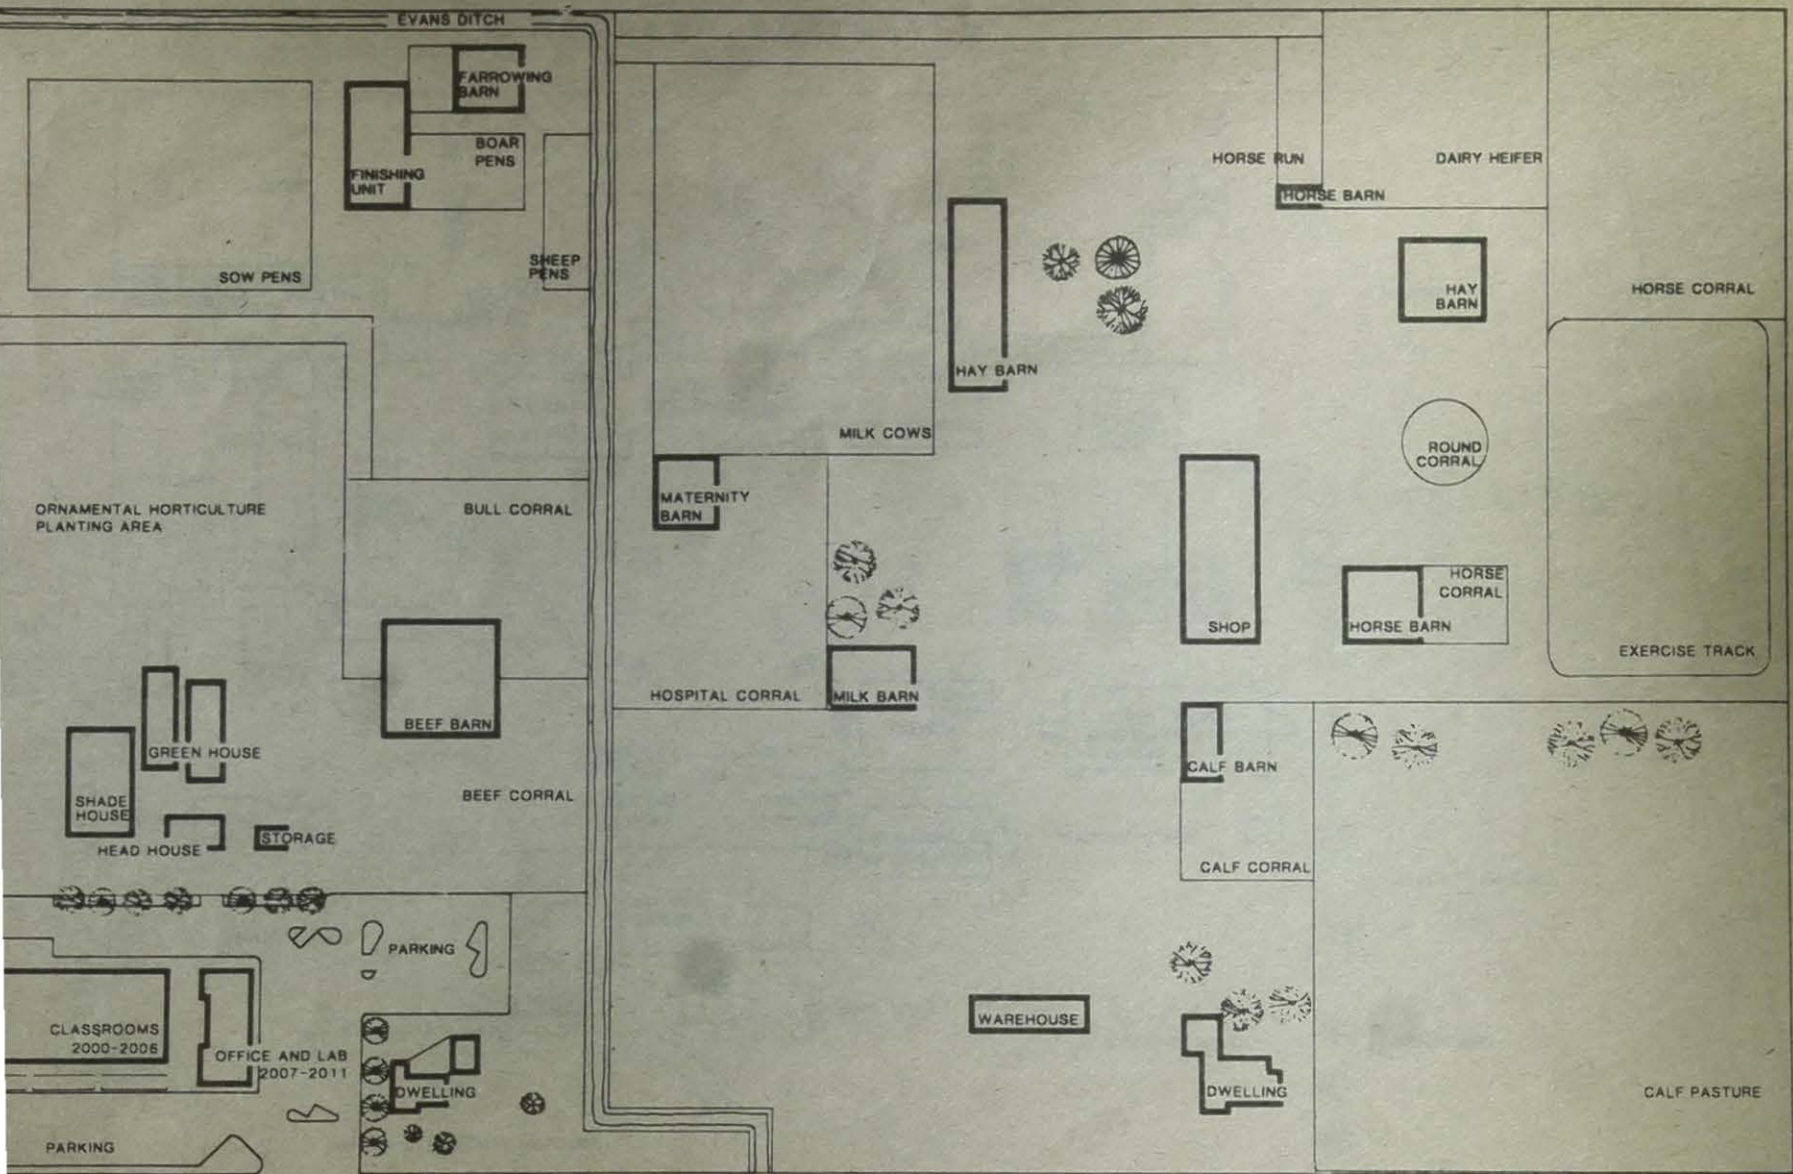 EVANS DITCH
FARROWING
BARN
BOAR
PENS
FINISHING
UNIT
SOW PENS
SHEEP
PENS
HORSE RUN
DAIRY HEIFER
HORSE BARN
HAY
BARN
HORSE CORRAL
HAY BARN
MILK COWS
ROUND
CORRAL
ORNAMENTAL HORTICULTURE
PLANTING AREA
BULL CORRAL
MATERNITY
BARN
HORSE
CORRAL
SHOP
HORSE BARN
EXERCISE TRACK
HOSPITAL CORRAL
MILK BARN
BEEF BARN
GREEN HOUSE
CALF BARN
SHADE
HOUSE
BEEF CORRAL
HEAD HOUSE
STORAGE
CALF CORRAL
PARKING
CLASSROOMS
2000-2006
OFFICE AND LAB
2007-2011
WAREHOUSE
DWELLING
DWELLING
CALF PASTURE
PARKING